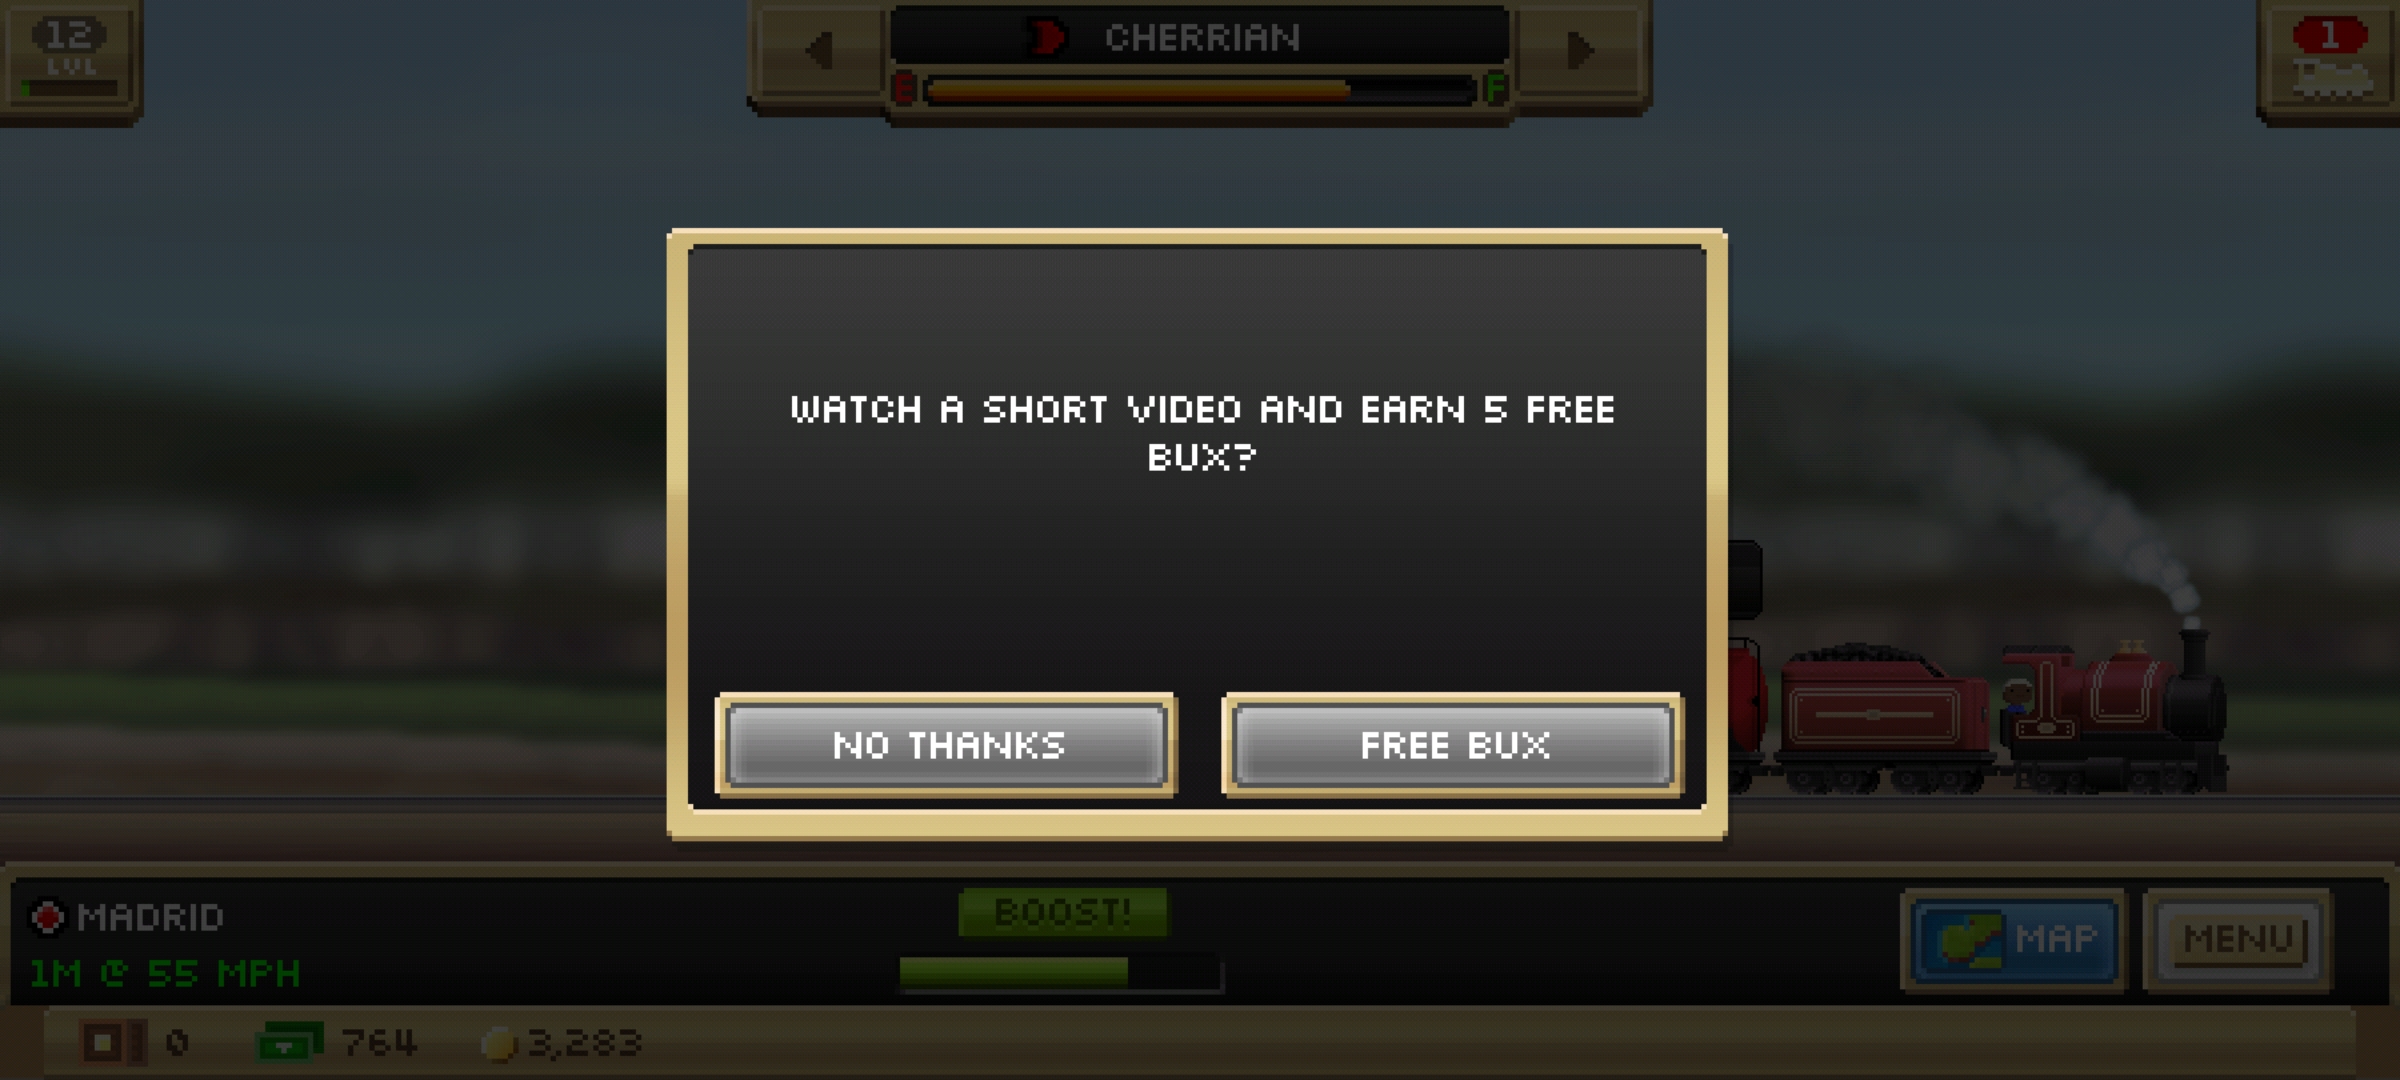 12
LVL
CHERRIAN
E F
1
WATCH A SHORT VIDEO AND EARN 5 FREE
BUX?
NO THANKS
FREE BUX
MADRID
BOOST!
MAP
MENU
1M @ 55 MPH
0
764
3,283